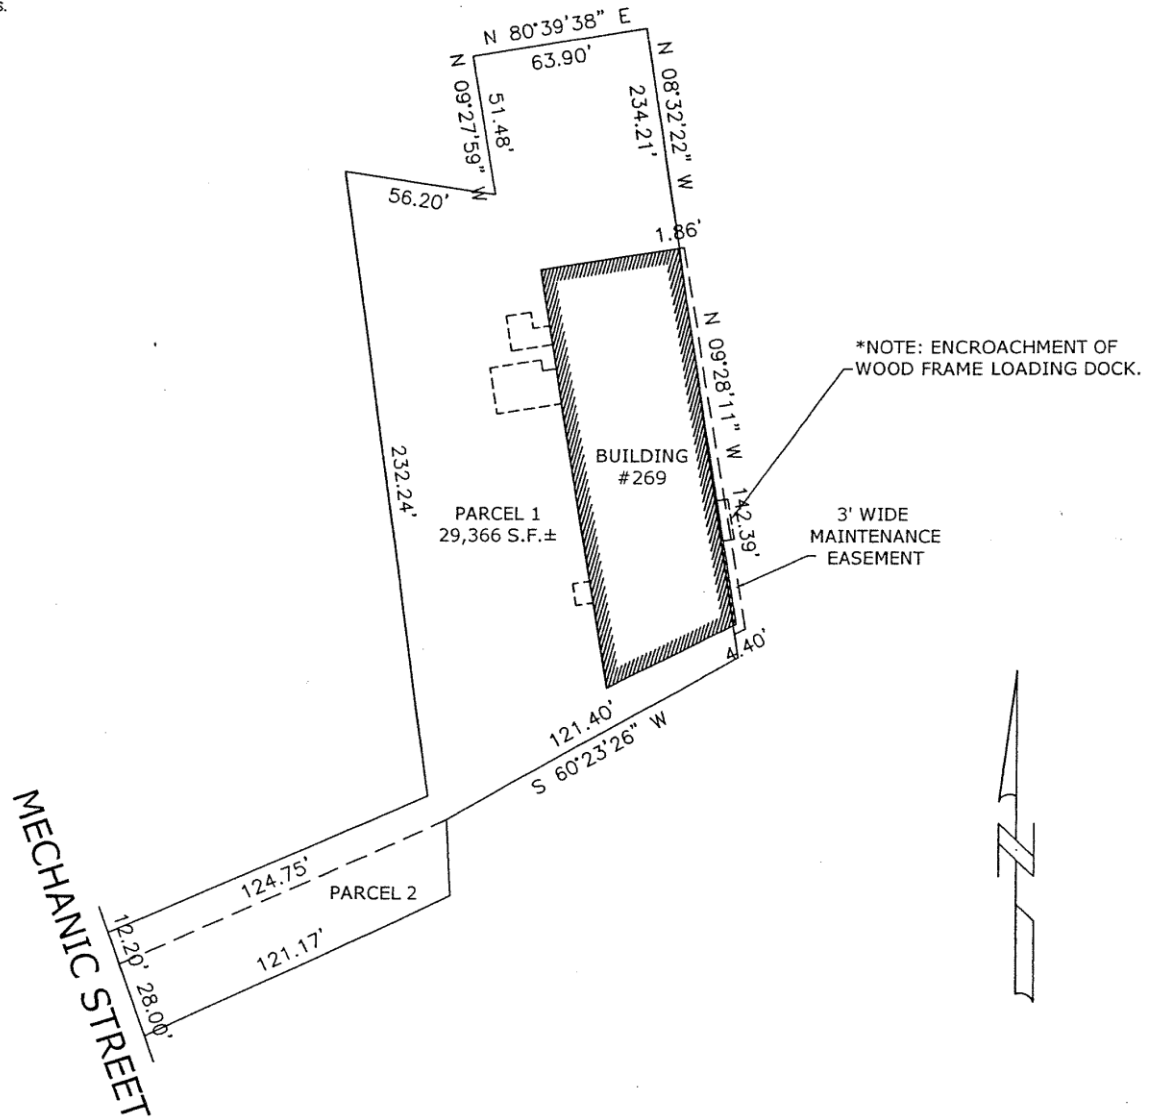 s.
N 80°39'38" E
63.90'
N 09°27'59" W
51.48'
N 08°32'22" W
234.21'
56.20'
1.86'
N 09°28'11" W
142.39'
*NOTE: ENCROACHMENT OF
WOOD FRAME LOADING DOCK.
BUILDING
#269
232.24'
PARCEL 1
29,366 S.F.±
3' WIDE
MAINTENANCE
EASEMENT
4.40'
121.40'
S 60°23'26" W
124.75'
PARCEL 2
121.17'
12.20'
28.00'
MECHANIC STREET
N